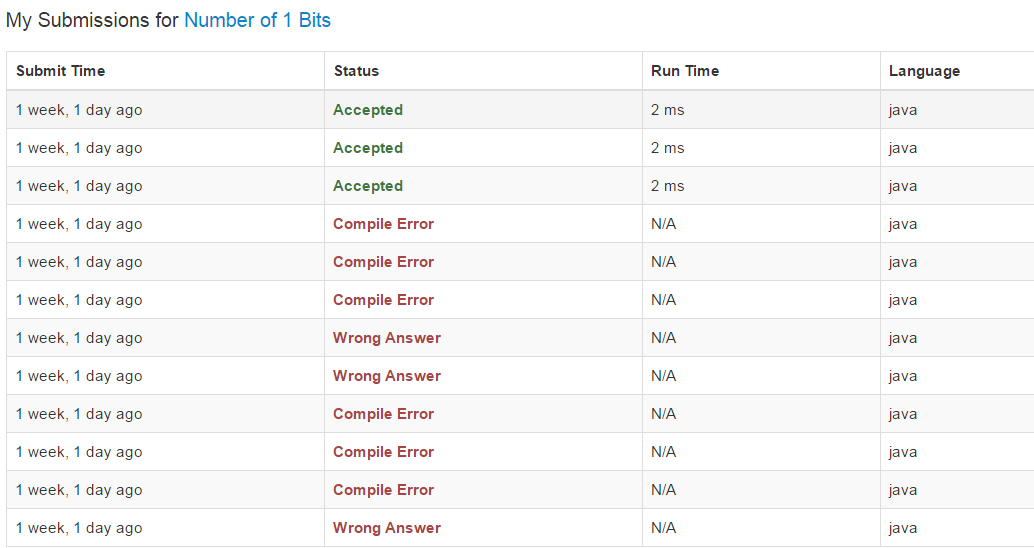 My Submissions for Number of 1 Bits
Submit Time Status Run Time Language
1 week, 1 day ago Accepted 2 ms java
1 week, 1 day ago Accepted 2 ms java
1 week, 1 day ago Accepted 2 ms java
1 week, 1 day ago Compile Error N/A java
1 week, 1 day ago Compile Error N/A java
1 week, 1 day ago Compile Error N/A java
1 week, 1 day ago Wrong Answer N/A java
1 week, 1 day ago Wrong Answer N/A java
1 week, 1 day ago Compile Error N/A java
1 week, 1 day ago Compile Error N/A java
1 week, 1 day ago Compile Error N/A java
1 week, 1 day ago Wrong Answer N/A java